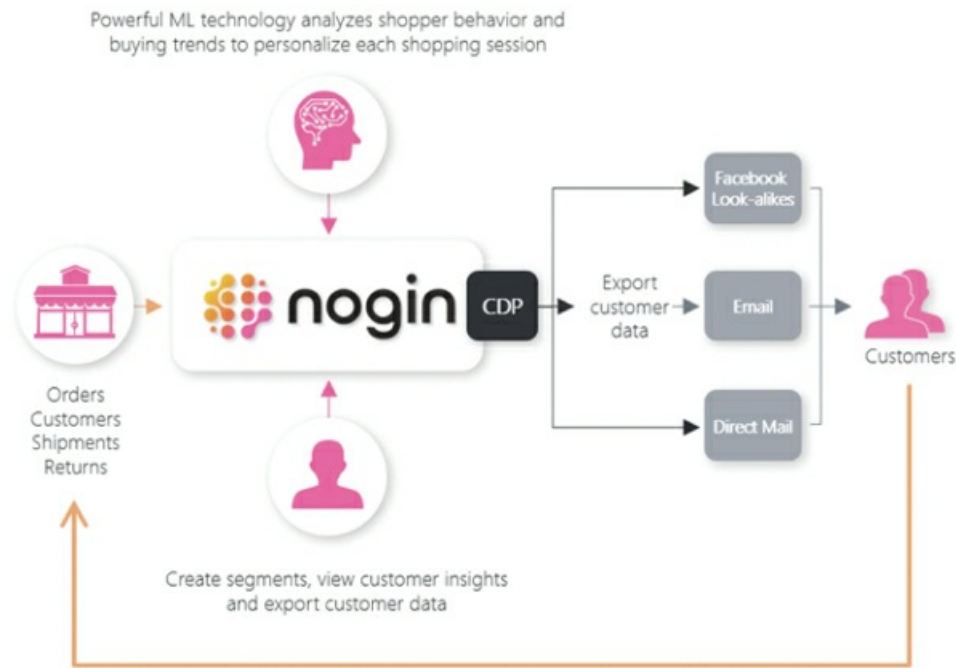 Powerful ML technology analyzes shopper behavior and
buying trends to personalize each shopping session
Facebook
Look-alikes
nogin
CDP
Export
customer
data
Email
Customers
Orders
Customers
Shipments
Returns
Direct Mail
Create segments, view customer insights
and export customer data